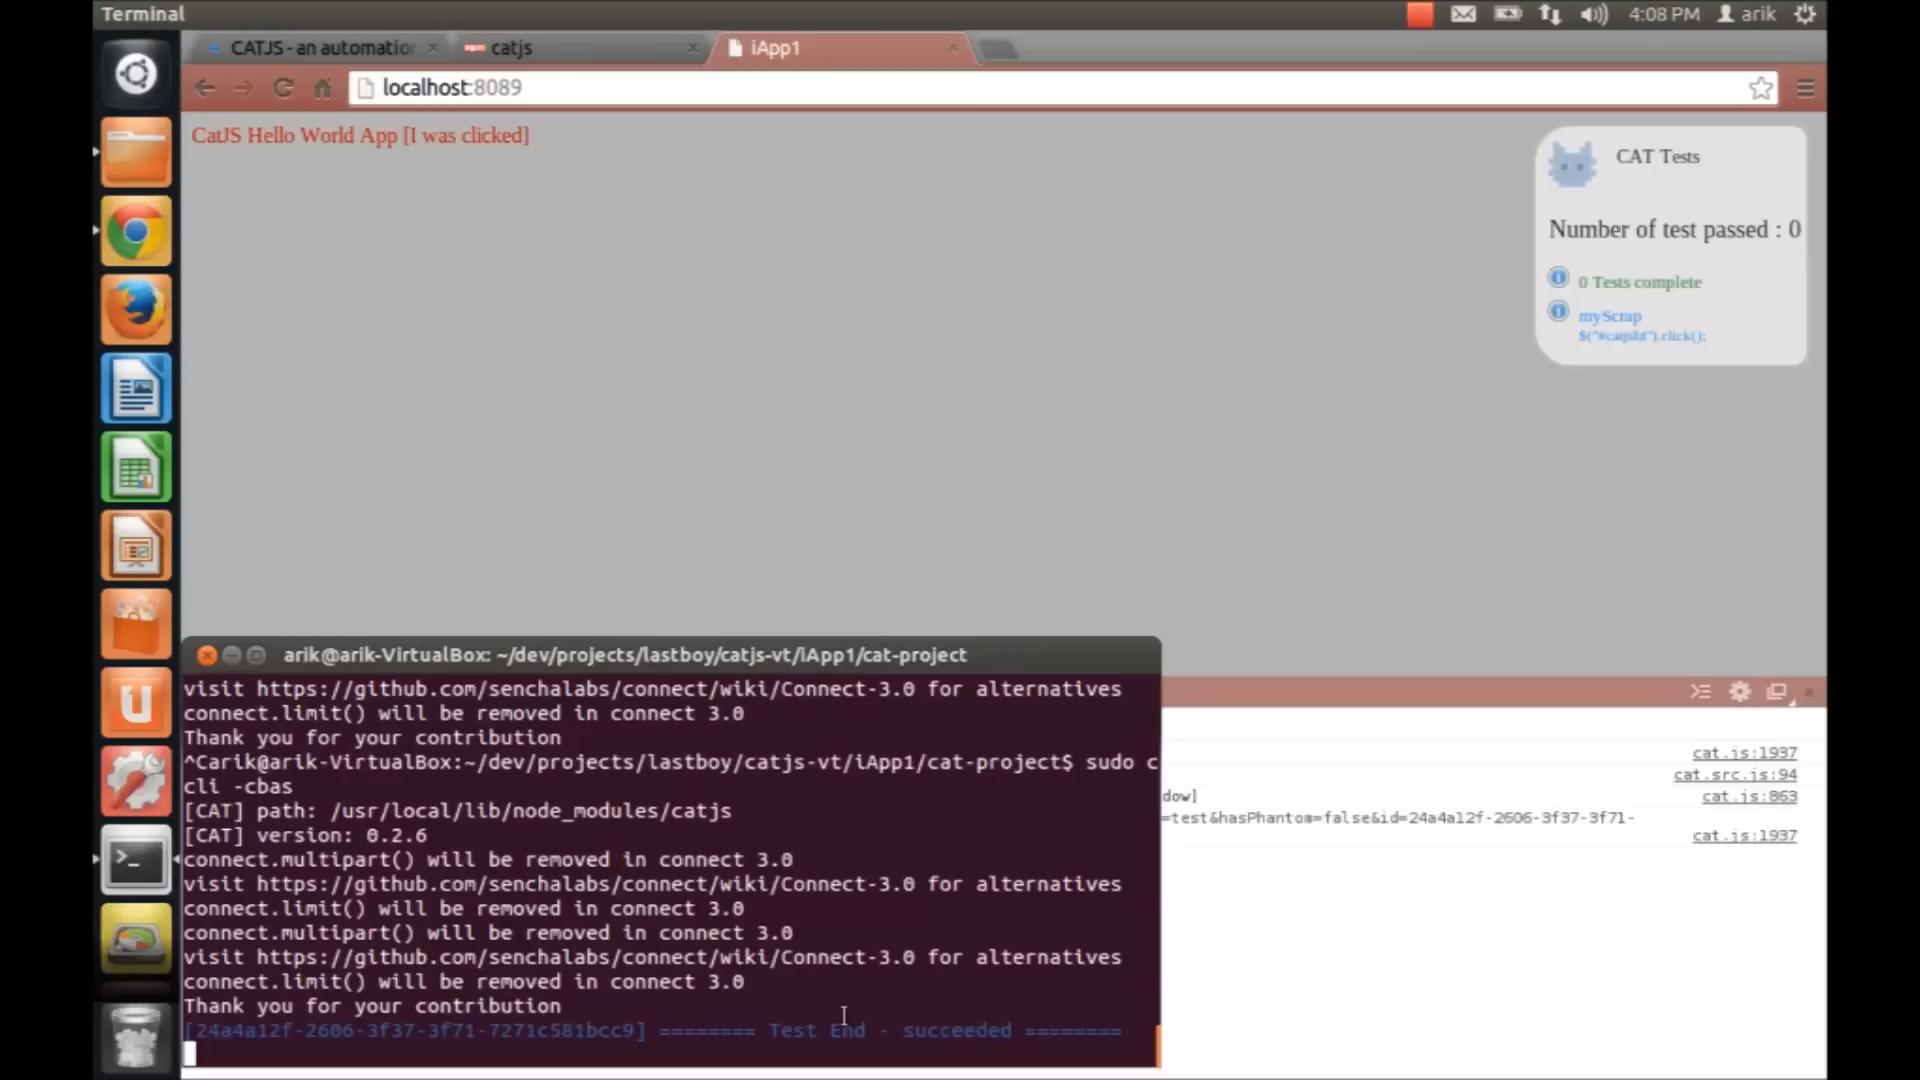 Terminal
4:08 PM arik
CATJS - an automation
catjs
iApp1
localhost:8089
CatJS Hello World App [I was clicked]
CAT Tests
Number of test passed : 0
0 Tests complete
myScrap
$("#catjsId").click();
arik@arik-VirtualBox: ~/dev/projects/lastboy/catjs-vt/iApp1/cat-project
visit https://github.com/senchalabs/connect/wiki/Connect-3.0 for alternatives
connect.limit() will be removed in connect 3.0
Thank you for your contribution
^Carik@arik-VirtualBox:~/dev/projects/lastboy/catjs-vt/iApp1/cat-project$ sudo c
cli -cbas
[CAT] path: /usr/local/lib/node_modules/catjs
[CAT] version: 0.2.6
connect.multipart() will be removed in connect 3.0
visit https://github.com/senchalabs/connect/wiki/Connect-3.0 for alternatives
connect.limit() will be removed in connect 3.0
connect.multipart() will be removed in connect 3.0
visit https://github.com/senchalabs/connect/wiki/Connect-3.0 for alternatives
connect.limit() will be removed in connect 3.0
Thank you for your contribution
[24a4a12f-2606-3f37-3f71-7271c581bcc9] ======== Test End - succeeded ========
cat.js:1937
cat.src.js:94
dow] cat.js:863
=test&hasPhantom=false&id=24a4a12f-2606-3f37-3f71-
cat.js:1937